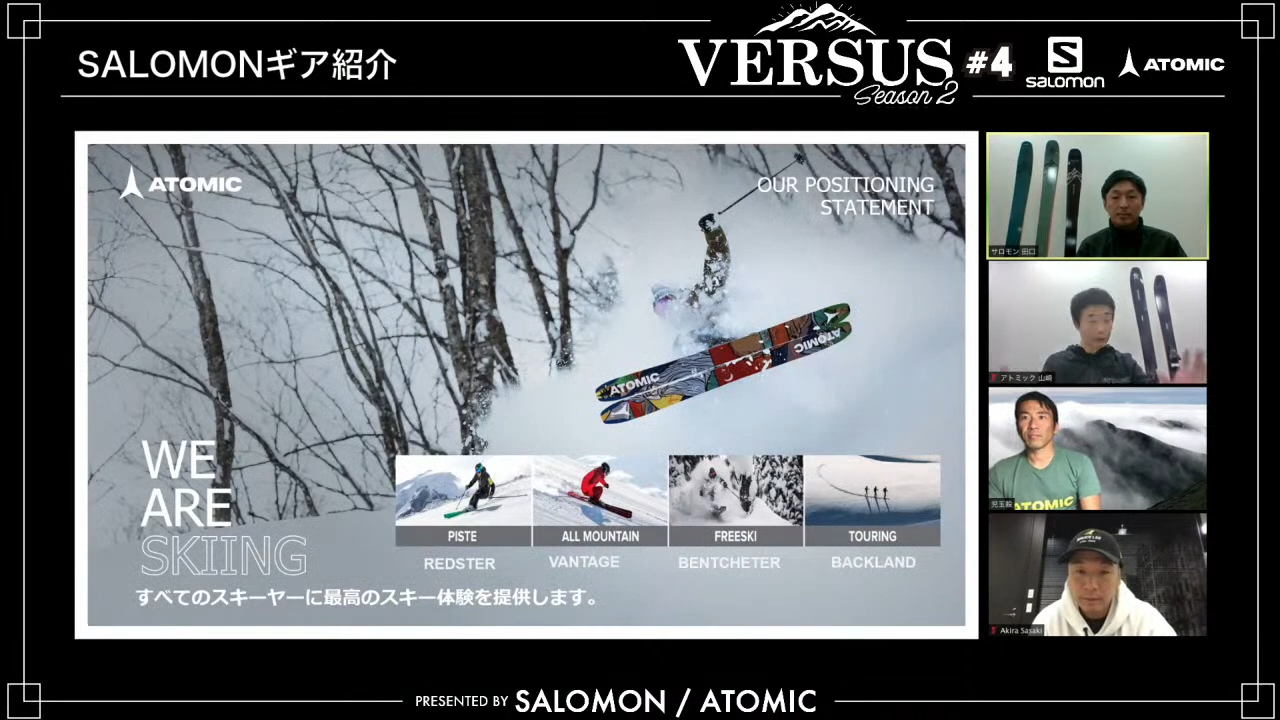 SALOMONギア紹介
VERSUS #4
Season 2
S
SALOMON
ATOMIC
ATOMIC
OUR POSITIONING
STATEMENT
ATOMIC
ATOMIC
WE
ARE
SKIING
PISTE
ALL MOUNTAIN
FREESKI
TOURING
REDSTER
VANTAGE
BENTCHETER
BACKLAND
すべてのスキーヤーに最高のスキー体験を提供します。
サロモン 田口
アトミック 山崎
児玉毅
ATOMIC
Akira Sasaki
PRESENTED BY SALOMON / ATOMIC